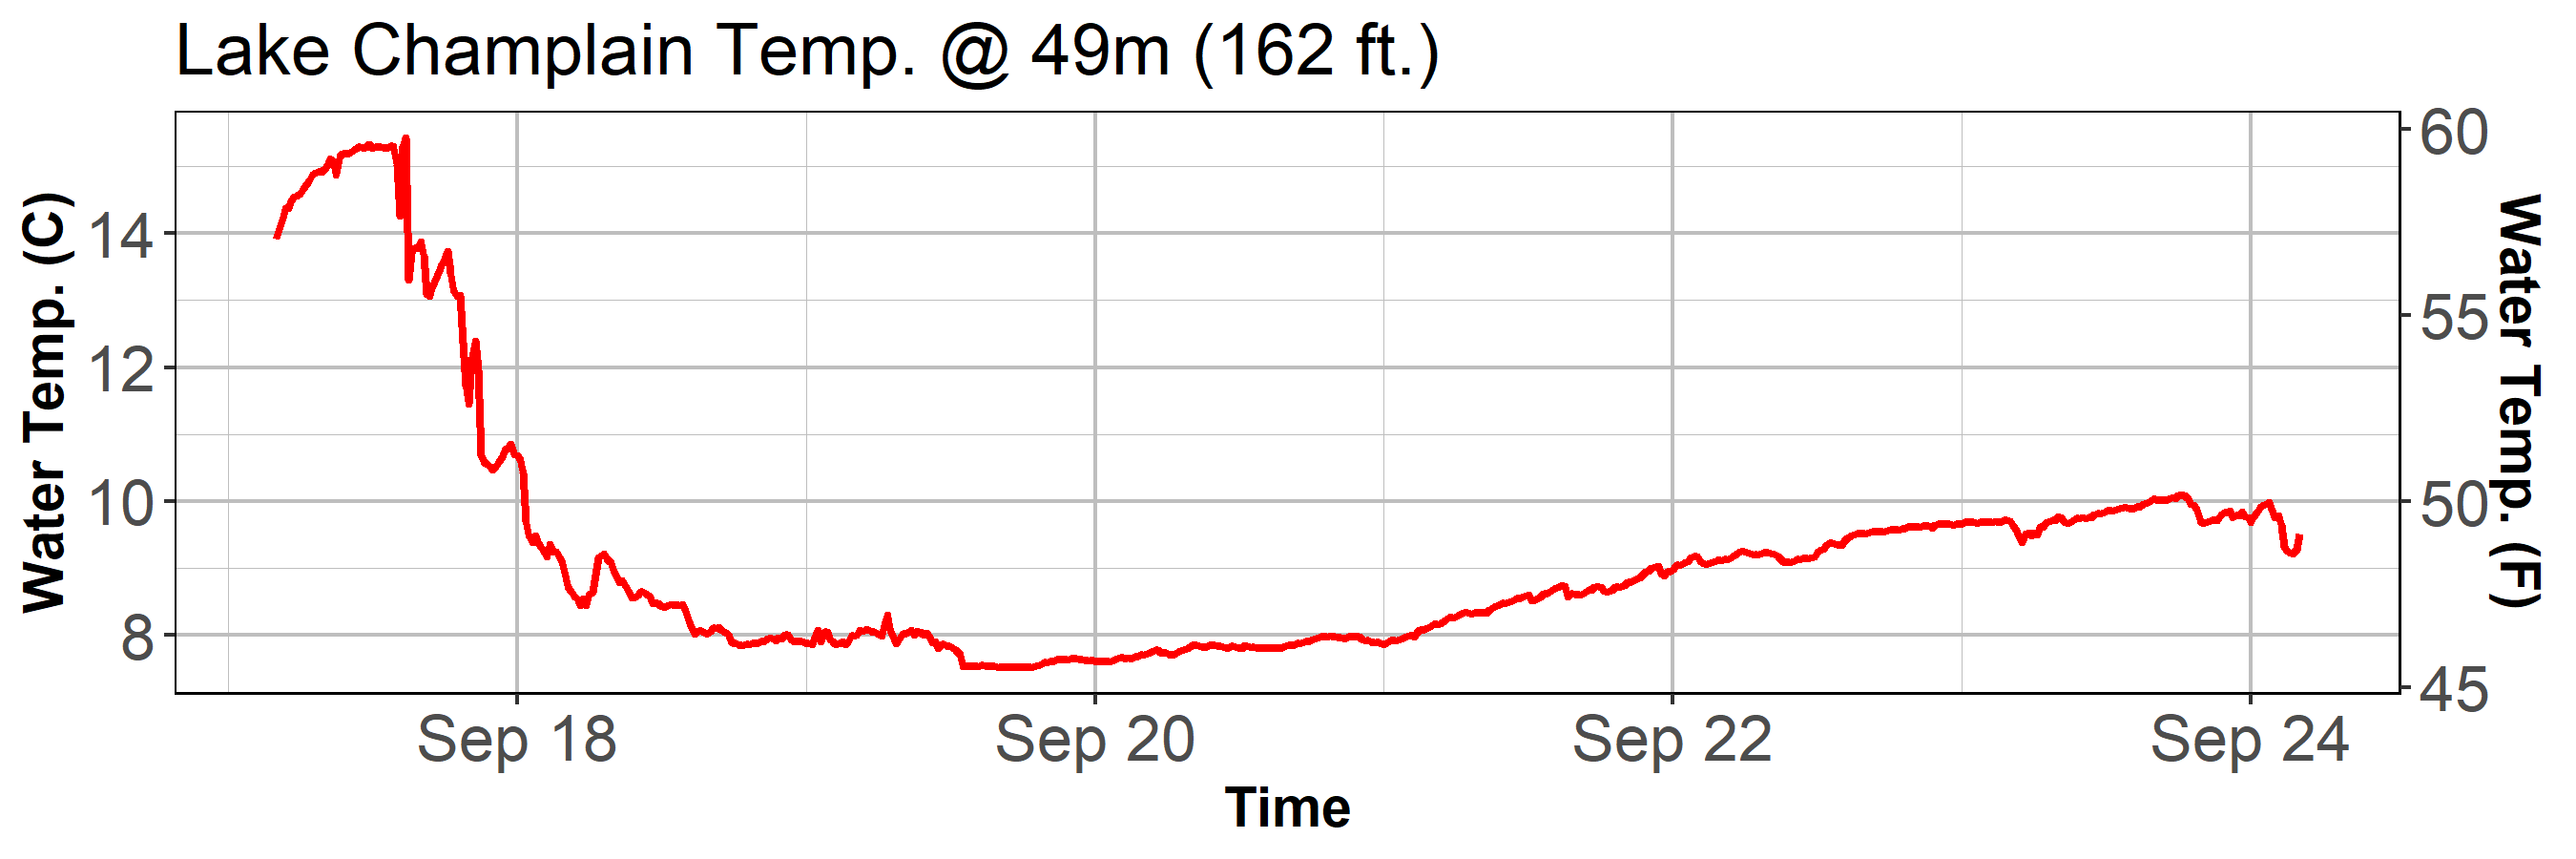 Lake Champlain Temp. @ 49m (162 ft.)
Water Temp. (C)
14
12
10
8
60
55
50
45
Water Temp. (F)
Sep 18
Sep 20
Sep 22
Sep 24
Time